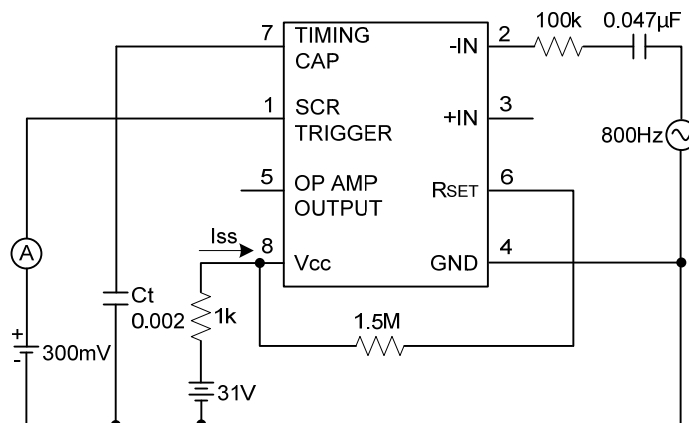 7
TIMING
CAP
1
SCR
TRIGGER
5
OP AMP
OUTPUT
Iss
8
Vcc
-IN
2
+IN
3
RSET
6
GND
4
100k
0.047µF
800Hz
A
+
-
300mV
Ct
0.002
1k
31V
1.5M